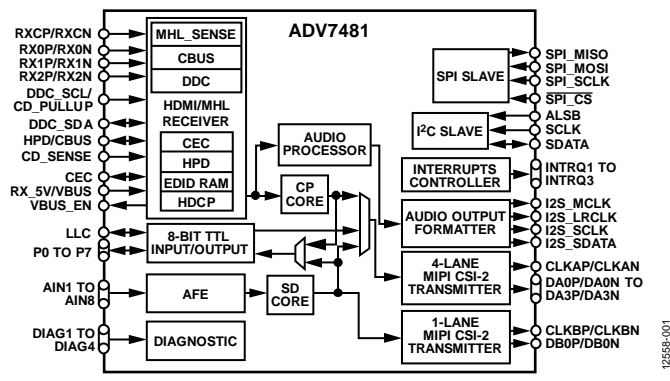 ADV7481
RXCP/RXCN
RX0P/RX0N
RX1P/RX1N
RX2P/RX2N
DDC_SCL/
CD_PULLUP
DDC_SDA
HPD/CBUS
CD_SENSE
CEC
RX_5V/VBUS
VBUS_EN
LLC
P0 TO P7
AIN1 TO
AIN8
DIAG1 TO
DIAG4
MHL_SENSE
CBUS
DDC
HDMI/MHL
RECEIVER
CEC
HPD
EDID RAM
HDCP
8-BIT TTL
INPUT/OUTPUT
AFE
DIAGNOSTIC
AUDIO
PROCESSOR
CP
CORE
SD
CORE
SPI SLAVE
I2C SLAVE
INTERRUPTS
CONTROLLER
AUDIO OUTPUT
FORMATTER
4-LANE
MIPI CSI-2
TRANSMITTER
1-LANE
MIPI CSI-2
TRANSMITTER
SPI_MISO
SPI_MOSI
SPI_SCLK
SPI_CS
ALSB
SCLK
SDATA
INTRQ1 TO
INTRQ3
I2S_MCLK
I2S_LRCLK
I2S_SCLK
I2S_SDATA
CLKAP/CLKAN
DA0P/DA0N TO
DA3P/DA3N
CLKBP/CLKBN
DB0P/DB0N
12558-001